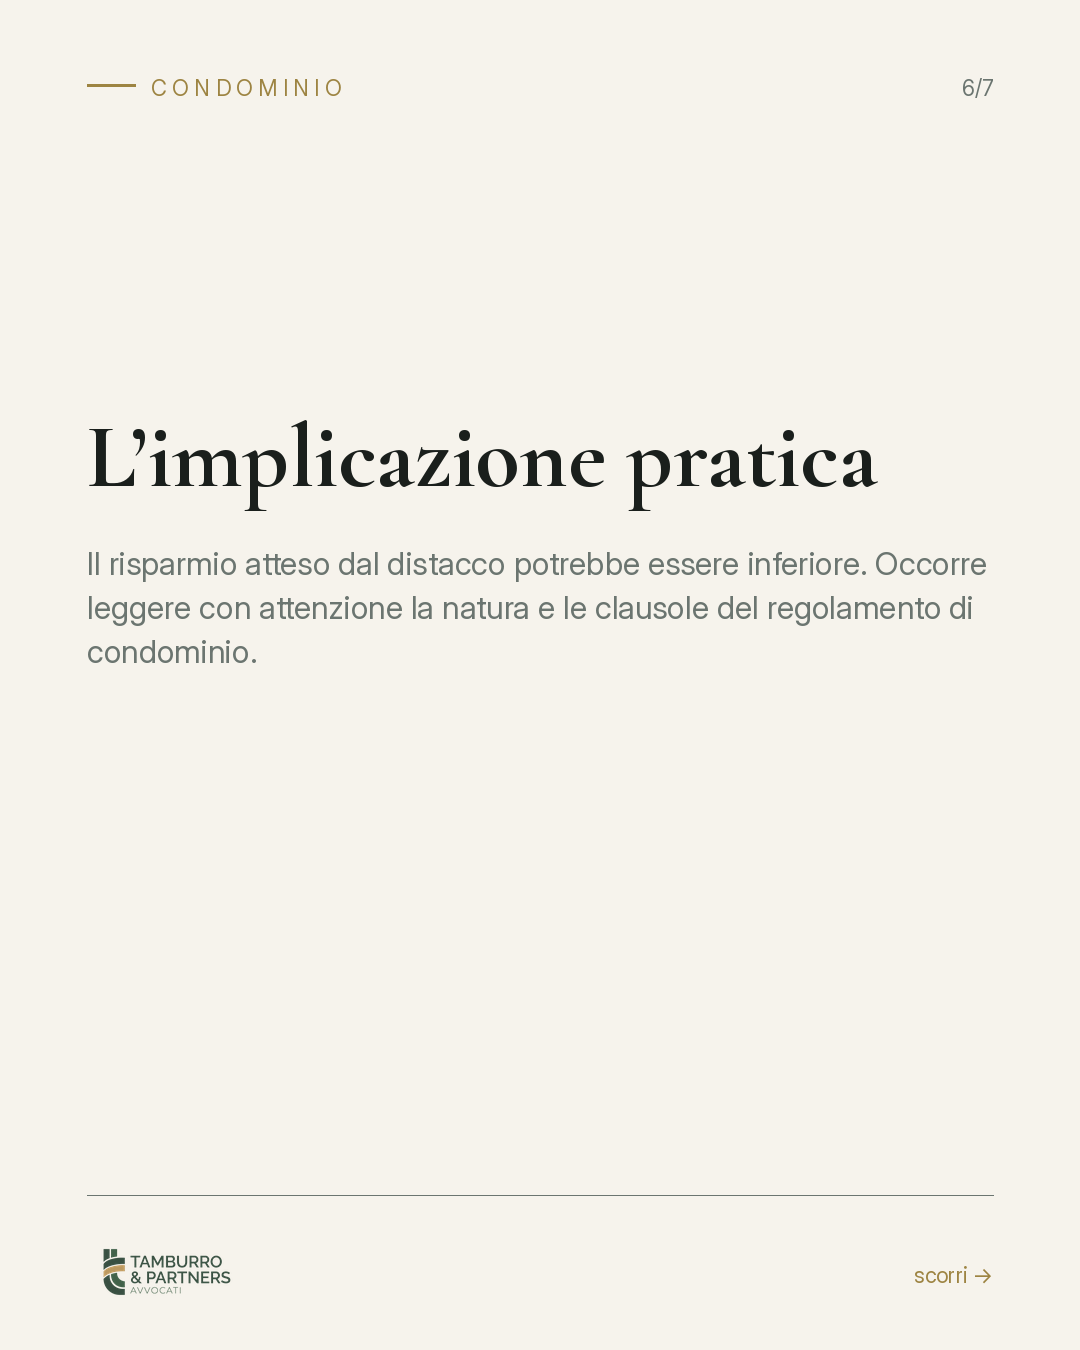 CONDOMINIO
6/7
L’implicazione pratica
Il risparmio atteso dal distacco potrebbe essere inferiore. Occorre
leggere con attenzione la natura e le clausole del regolamento di
condominio.
TAMBURRO
& PARTNERS
AVVOCATI
scorri →